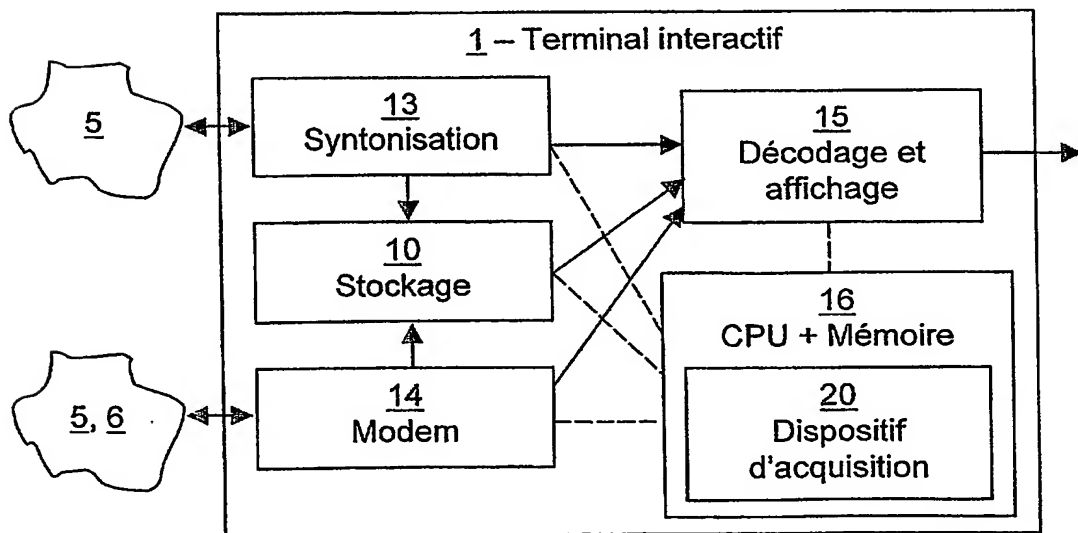 1 – Terminal interactif
5
13
Syntonisation
15
Décodage et
affichage
10
Stockage
16
CPU + Mémoire
5, 6
14
Modem
20
Dispositif
d'acquisition